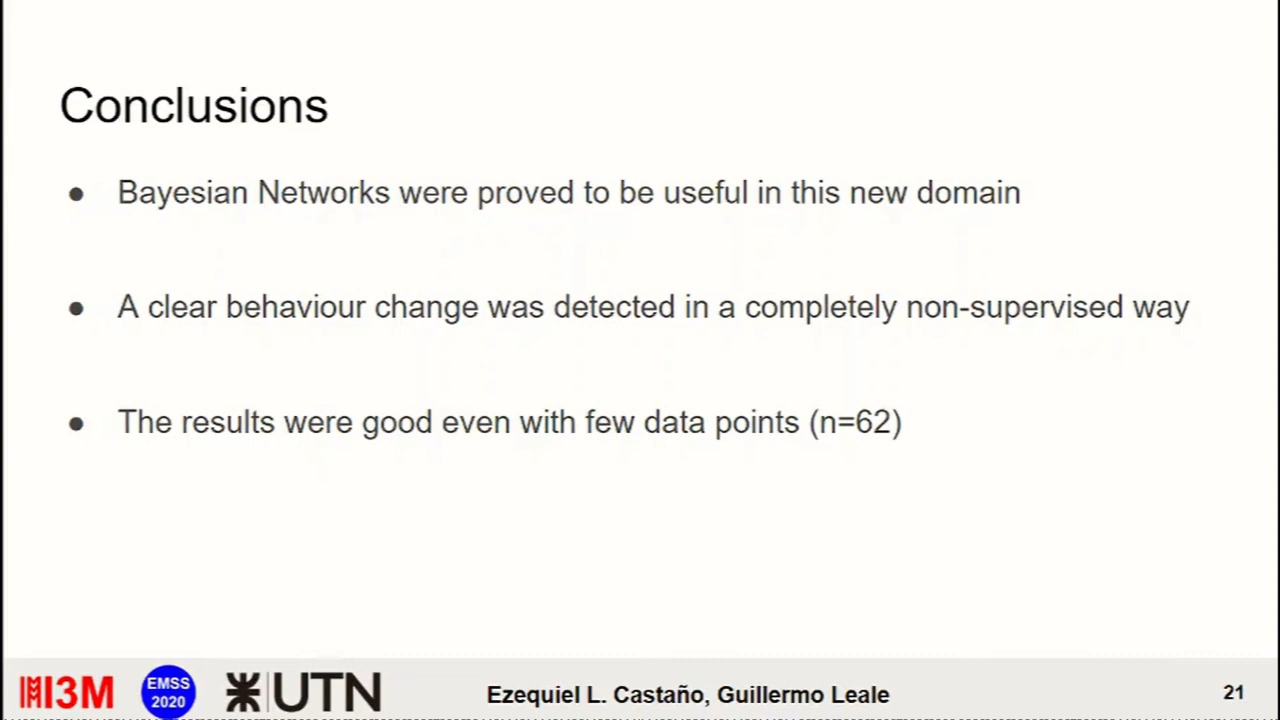 Conclusions
● Bayesian Networks were proved to be useful in this new domain
● A clear behaviour change was detected in a completely non-supervised way
● The results were good even with few data points (n=62)
I3M
EMSS
2020
UTN
Ezequiel L. Castaño, Guillermo Leale
21